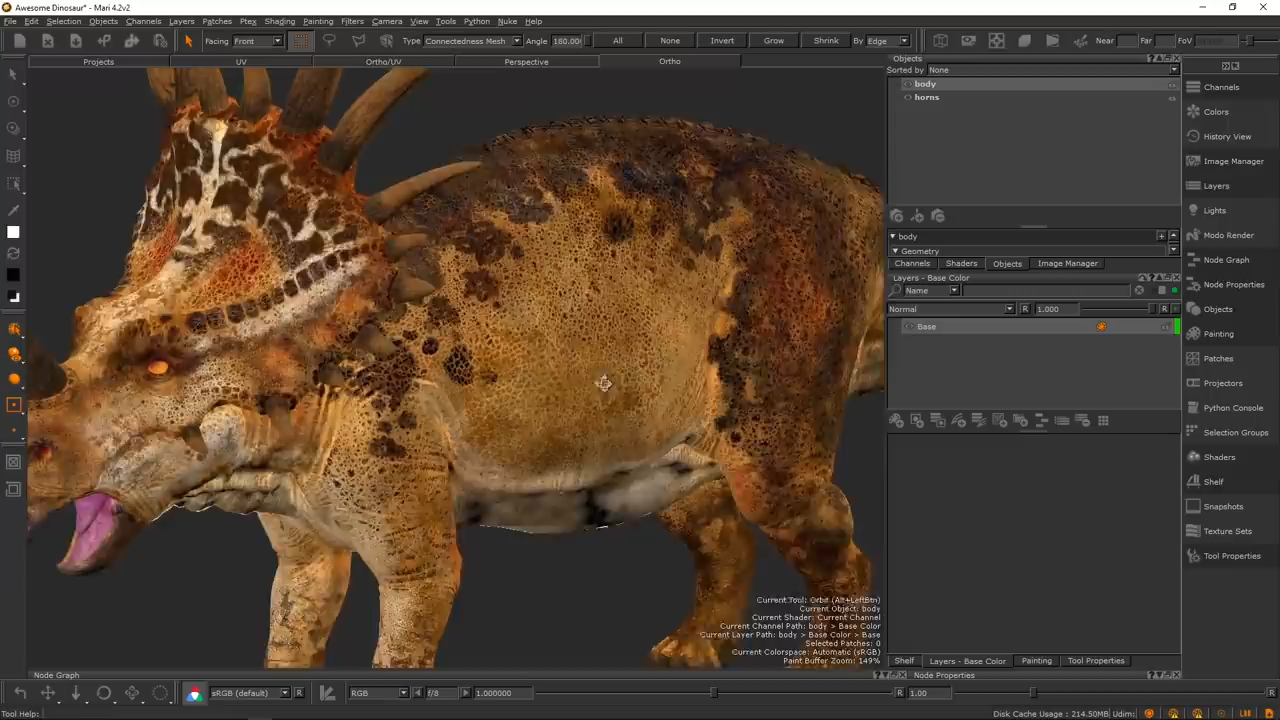 Awesome Dinosaur* - Mari 4.2v2
File Edit Selection Objects Channels Layers Patches Ptex Shading Painting Filters Camera View Tools Python Nuke Help
Facing Front Type Connectedness Mesh Angle 180.00 All None Invert Grow Shrink By Edge Near Far FoV
Projects UV Ortho/UV Perspective Ortho
Objects
Sorted by None
body
horns
body
Geometry
Channels Shaders Objects Image Manager
Layers - Base Color
Name
Normal R 1.000 R
Base
Shelf Layers - Base Color Painting Tool Properties
Channels
Colors
History View
Image Manager
Layers
Lights
Modo Render
Node Graph
Node Properties
Objects
Painting
Patches
Projectors
Python Console
Selection Groups
Shaders
Shelf
Snapshots
Texture Sets
Tool Properties
Current Tool: Orbit (Alt+LeftBtn)
Current Object: body
Current Shader: Current Channel
Current Channel Path: body > Base Color
Current Layer Path: body > Base Color > Base
Selected Patches: 0
Current Colorspace: Automatic (sRGB)
Paint Buffer Zoom: 149%
Node Graph Node Properties
sRGB (default) R RGB f/8 1.000000 R 1.00 R
Tool Help: Disk Cache Usage : 214.50MB Udim: